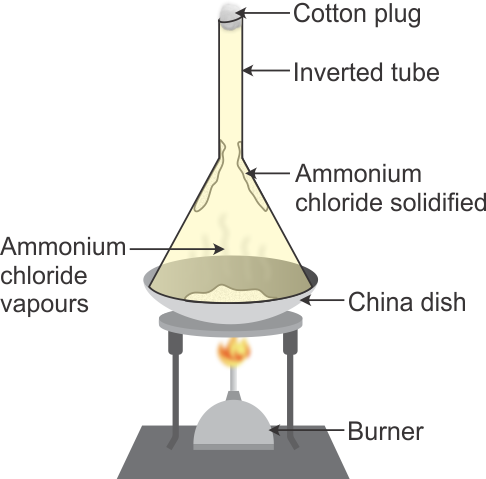 Cotton plug
Inverted tube
Ammonium
chloride solidified
Ammonium
chloride
vapours
China dish
Burner